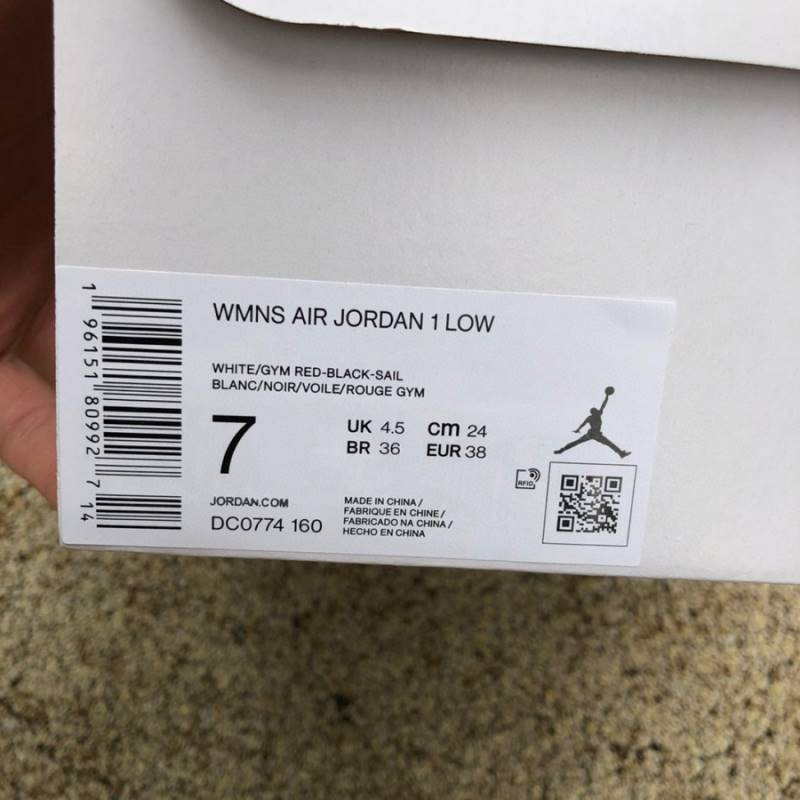 WMNS AIR JORDAN 1 LOW
WHITE/GYM RED-BLACK-SAIL
BLANC/NOIR/VOILE/ROUGE GYM
7
UK 4.5 cm 24
BR 36 EUR 38
JORDAN.COM
DC0774 160
MADE IN CHINA /
FABRIQUE EN CHINE /
FABRICADO NA CHINA /
HECHO EN CHINA
RFID
1 96151 80992 7 14